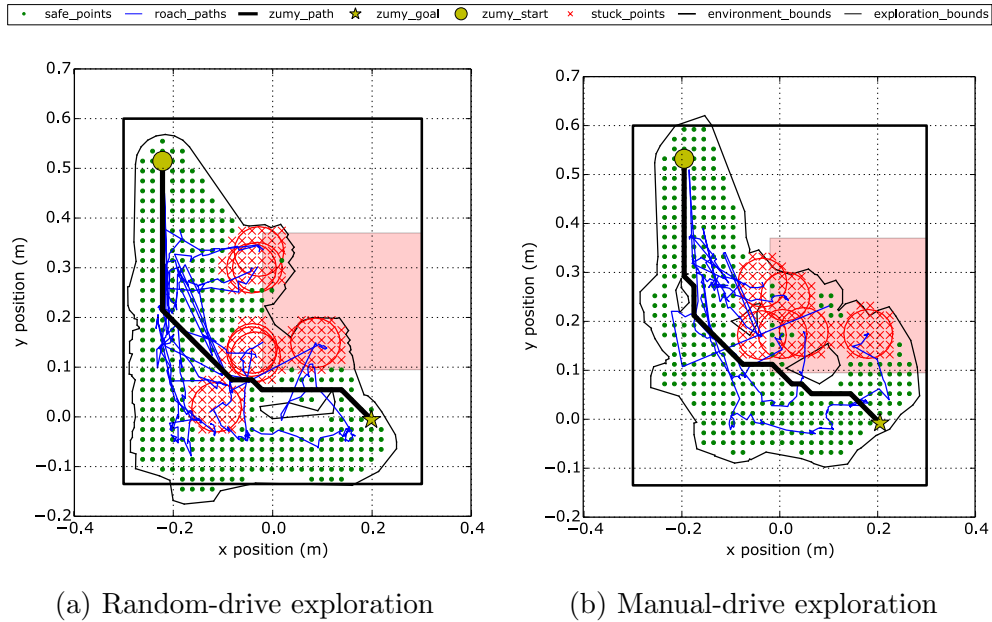 safe_points roach_paths zumy_path zumy_goal zumy_start stuck_points environment_bounds exploration_bounds
0.7
0.6
0.5
0.4
0.3
0.2
0.1
0.0
−0.1
−0.2
y position (m)
−0.4 −0.2 0.0 0.2 0.4
x position (m)
(a) Random-drive exploration
0.7
0.6
0.5
0.4
0.3
0.2
0.1
0.0
−0.1
−0.2
y position (m)
−0.4 −0.2 0.0 0.2 0.4
x position (m)
(b) Manual-drive exploration